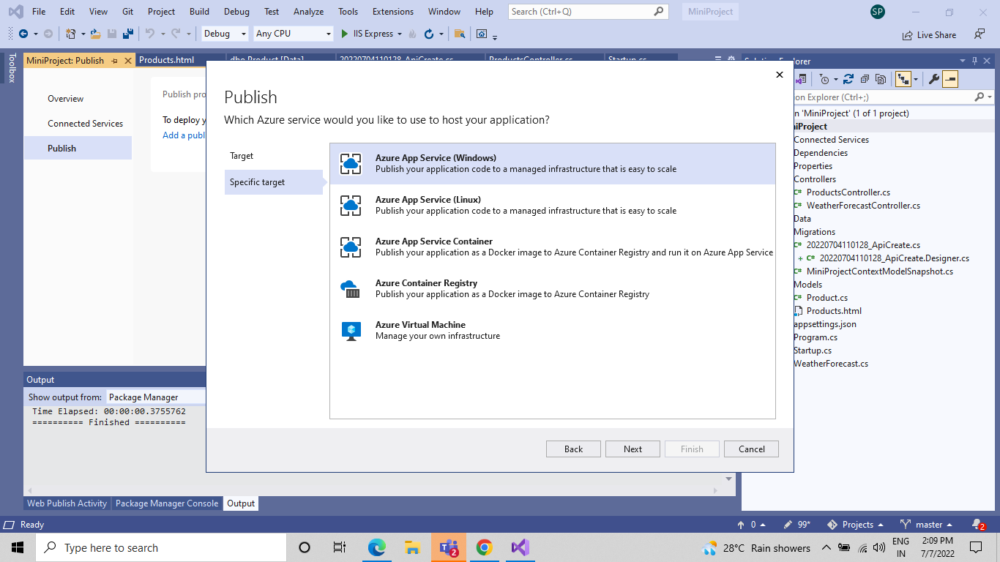 File Edit View Git Project Build Debug Test Analyze Tools Extensions Window Help Search (Ctrl+Q) MiniProject SP
Debug Any CPU IIS Express Live Share
Toolbox
MiniProject: Publish Products.html dbo.Product [Data] 20220704110128_ApiCreate.cs ProductsController.cs Startup.cs
Overview
Connected Services
Publish
Publish pro
To deploy y
Add a publ
Publish
Which Azure service would you like to use to host your application?
Target
Specific target
Azure App Service (Windows)
Publish your application code to a managed infrastructure that is easy to scale
Azure App Service (Linux)
Publish your application code to a managed infrastructure that is easy to scale
Azure App Service Container
Publish your application as a Docker image to Azure Container Registry and run it on Azure App Service
Azure Container Registry
Publish your application as a Docker image to Azure Container Registry
Azure Virtual Machine
Manage your own infrastructure
Back Next Finish Cancel
Solution Explorer
on Explorer (Ctrl+;)
n 'MiniProject' (1 of 1 project)
niProject
Connected Services
Dependencies
Properties
Controllers
C# ProductsController.cs
C# WeatherForecastController.cs
Data
Migrations
C# 20220704110128_ApiCreate.cs
+ C# 20220704110128_ApiCreate.Designer.cs
C# MiniProjectContextModelSnapshot.cs
Models
C# Product.cs
Products.html
appsettings.json
Program.cs
Startup.cs
WeatherForecast.cs
Output
Show output from: Package Manager
Time Elapsed: 00:00:00.3755762
========== Finished ==========
Web Publish Activity Package Manager Console Output
Ready 0 99* Projects master 2
Type here to search 2 28°C Rain showers ENG IN 2:09 PM 7/7/2022